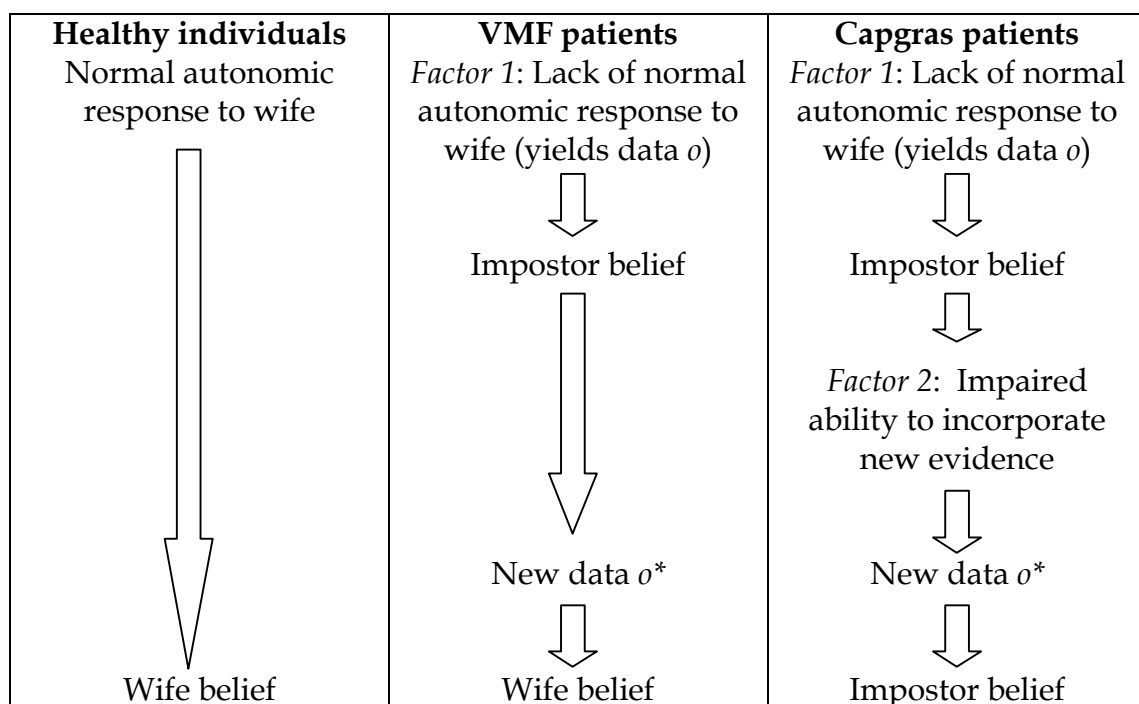 Healthy individuals
Normal autonomic
response to wife
Wife belief
VMF patients
Factor 1: Lack of normal
autonomic response to
wife (yields data o)
Impostor belief
New data o*
Wife belief
Capgras patients
Factor 1: Lack of normal
autonomic response to
wife (yields data o)
Impostor belief
Factor 2:  Impaired
ability to incorporate
new evidence
New data o*
Impostor belief